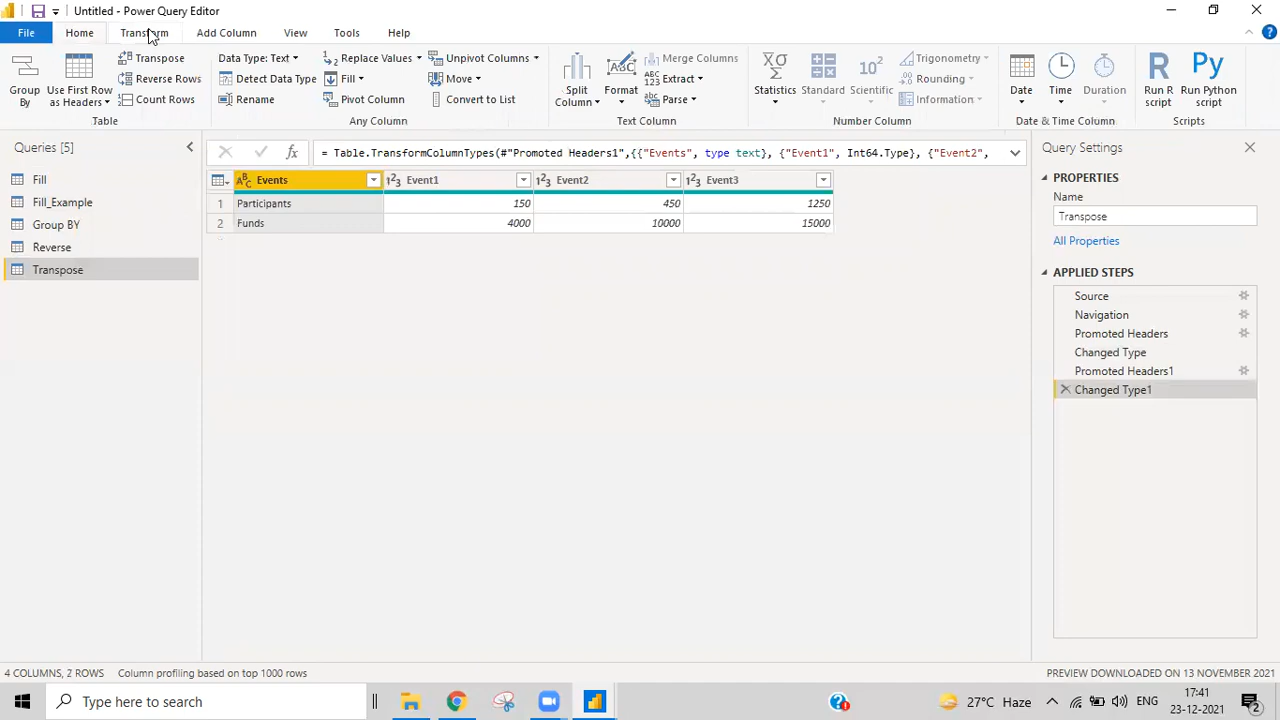 Untitled - Power Query Editor
File Home Transform Add Column View Tools Help
Group By
Use First Row as Headers
Transpose
Reverse Rows
Count Rows
Table
Data Type: Text
Detect Data Type
Rename
Replace Values
Fill
Pivot Column
Unpivot Columns
Move
Convert to List
Any Column
Split Column
Format
ABC
Merge Columns
Extract
Parse
Text Column
Statistics
Standard
Scientific
Trigonometry
Rounding
Information
Number Column
Date
Time
Duration
Date & Time Column
Run R script
Run Python script
Scripts
Queries [5]
Fill
Fill_Example
Group BY
Reverse
Transpose
= Table.TransformColumnTypes(#"Promoted Headers1",{{"Events", type text}, {"Event1", Int64.Type}, {"Event2",
Events Event1 Event2 Event3
1 Participants 150 450 1250
2 Funds 4000 10000 15000
Query Settings
PROPERTIES
Name
Transpose
All Properties
APPLIED STEPS
Source
Navigation
Promoted Headers
Changed Type
Promoted Headers1
Changed Type1
4 COLUMNS, 2 ROWS Column profiling based on top 1000 rows
PREVIEW DOWNLOADED ON 13 NOVEMBER 2021
Type here to search
27°C Haze
ENG
17:41
23-12-2021
2